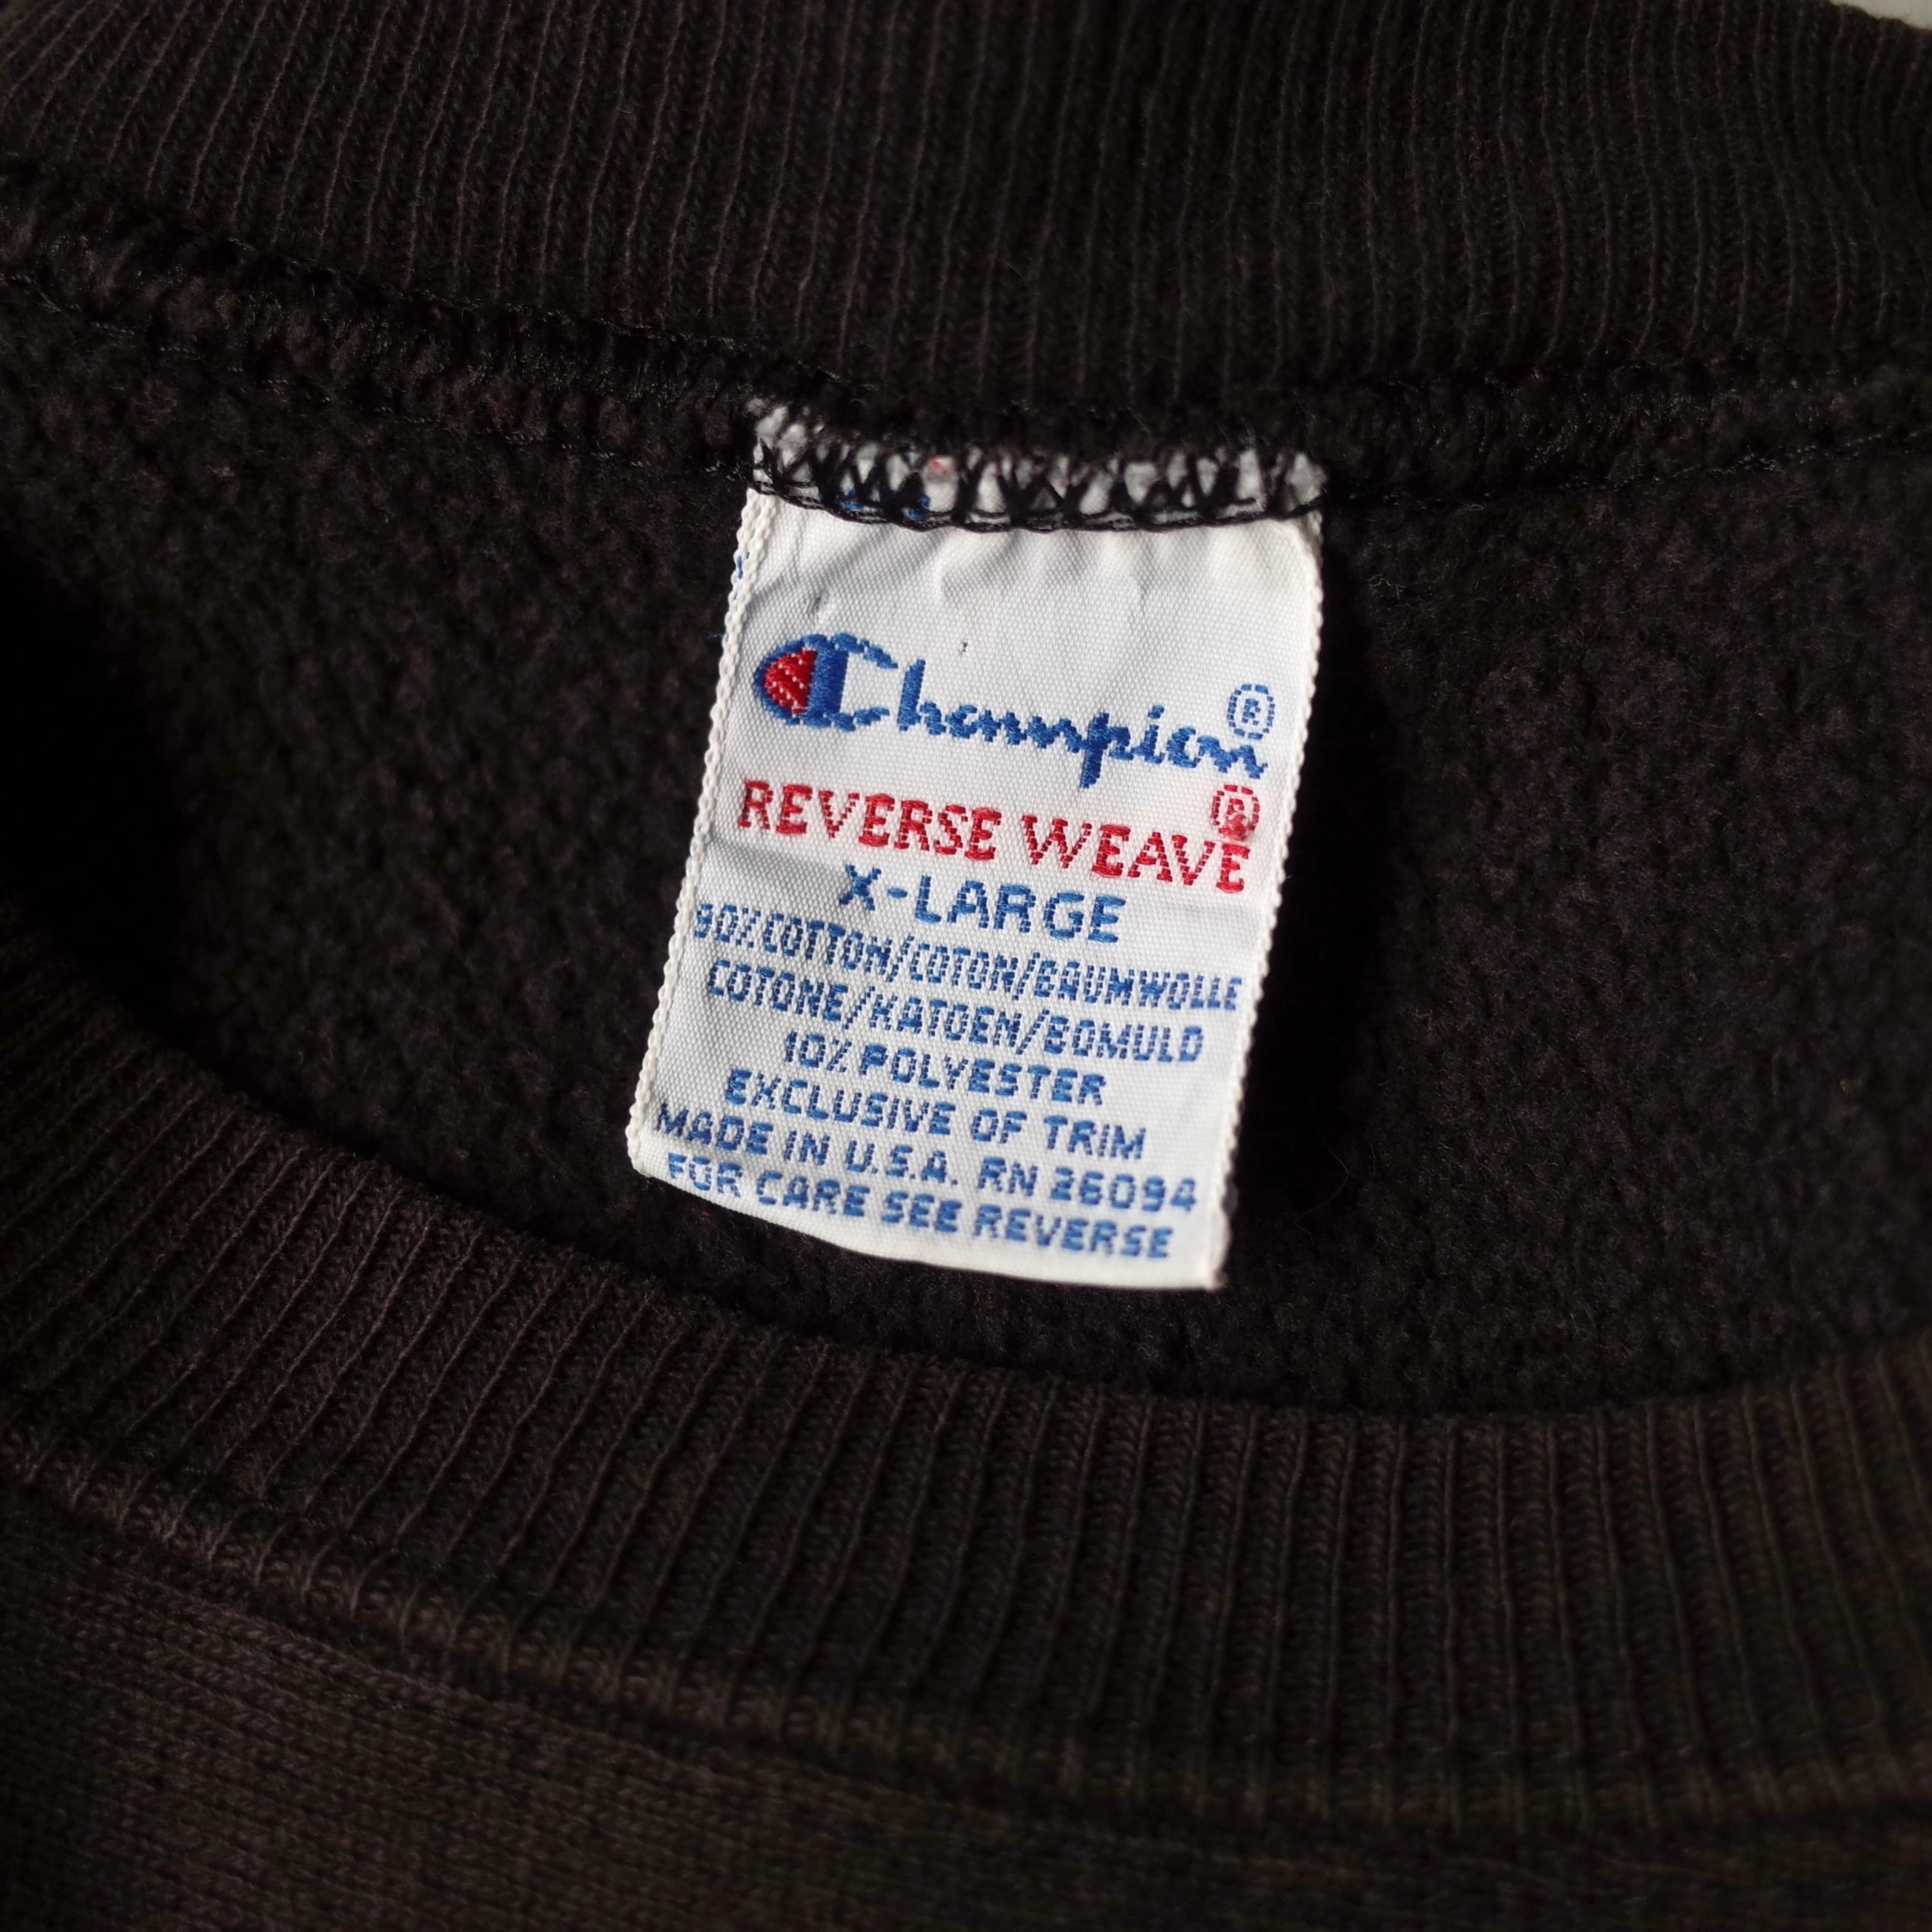 Champion®
REVERSE WEAVE®
X-LARGE
90% COTTON/COTON/BAUMWOLLE
COTONE/KATOEN/BOMULD
10% POLYESTER
EXCLUSIVE OF TRIM
MADE IN U.S.A. RN 26094
FOR CARE SEE REVERSE